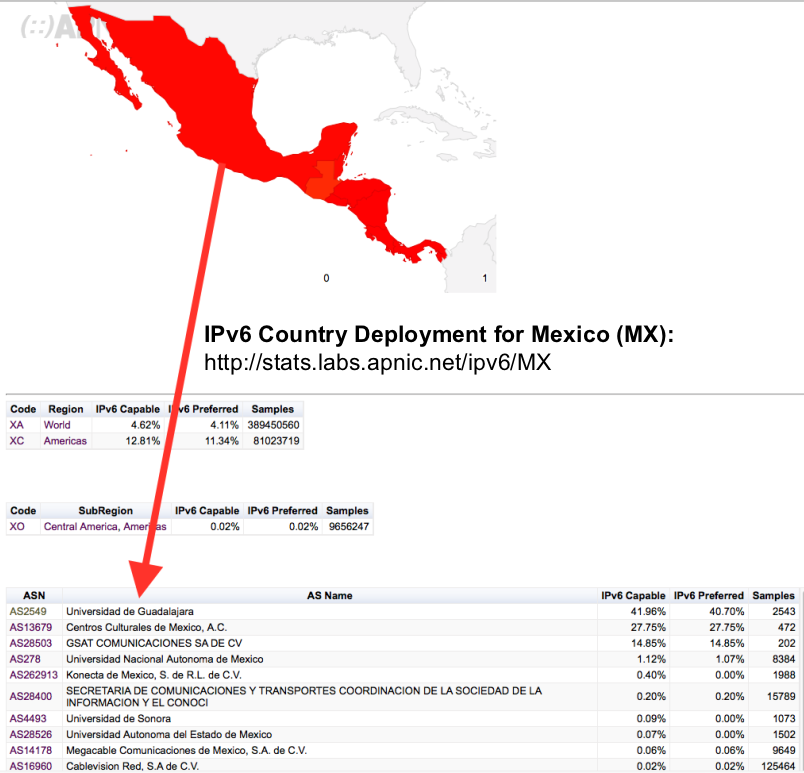 0 1
IPv6 Country Deployment for Mexico (MX):
http://stats.labs.apnic.net/ipv6/MX
Code Region IPv6 Capable IPv6 Preferred Samples
XA World 4.62% 4.11% 389450560
XC Americas 12.81% 11.34% 81023719
Code SubRegion IPv6 Capable IPv6 Preferred Samples
XO Central America, Americas 0.02% 0.02% 9656247
ASN AS Name IPv6 Capable IPv6 Preferred Samples
AS2549 Universidad de Guadalajara 41.96% 40.70% 2543
AS13679 Centros Culturales de Mexico, A.C. 27.75% 27.75% 472
AS28503 GSAT COMUNICACIONES SA DE CV 14.85% 14.85% 202
AS278 Universidad Nacional Autonoma de Mexico 1.12% 1.07% 8384
AS262913 Konecta de Mexico, S. de R.L. de C.V. 0.40% 0.00% 1988
AS28400 SECRETARIA DE COMUNICACIONES Y TRANSPORTES COORDINACION DE LA SOCIEDAD DE LA
INFORMACION Y EL CONOCI 0.20% 0.20% 15789
AS4493 Universidad de Sonora 0.09% 0.00% 1073
AS28526 Universidad Autonoma del Estado de Mexico 0.07% 0.00% 1502
AS14178 Megacable Comunicaciones de Mexico, S.A. de C.V. 0.06% 0.06% 9649
AS16960 Cablevision Red, S.A de C.V. 0.02% 0.02% 125464